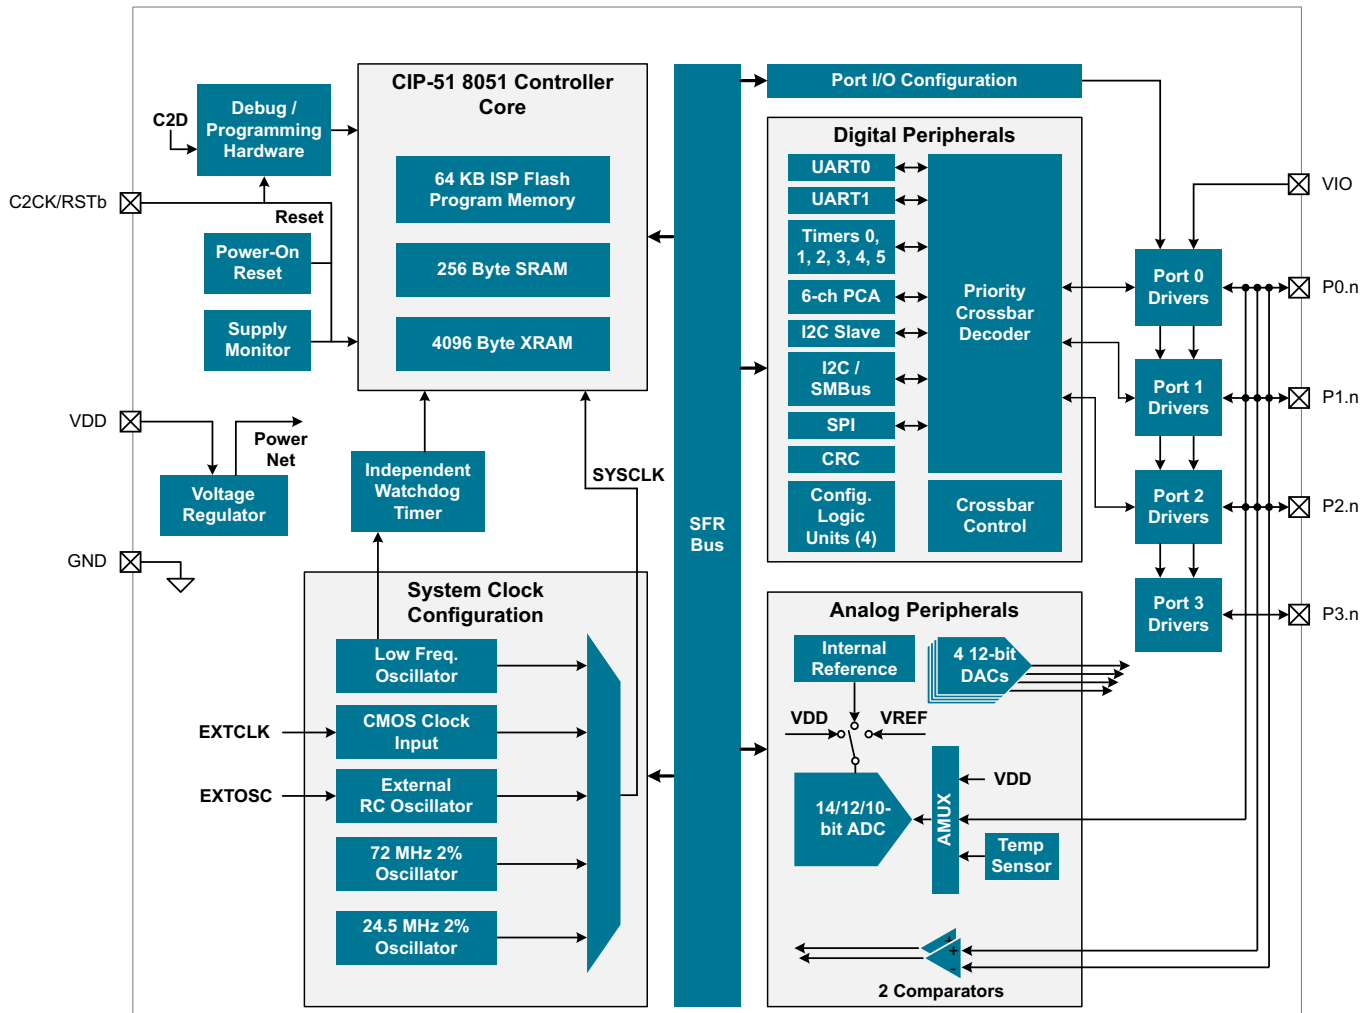 CIP-51 8051 Controller
Core
64 KB ISP Flash
Program Memory
256 Byte SRAM
4096 Byte XRAM
C2D
Debug /
Programming
Hardware
C2CK/RSTb
Reset
Power-On
Reset
Supply
Monitor
VDD
Power
Net
Voltage
Regulator
GND
Independent
Watchdog
Timer
SYSCLK
System Clock
Configuration
Low Freq.
Oscillator
EXTCLK
CMOS Clock
Input
EXTOSC
External
RC Oscillator
72 MHz 2%
Oscillator
24.5 MHz 2%
Oscillator
SFR
Bus
Port I/O Configuration
Digital Peripherals
UART0
UART1
Timers 0,
1, 2, 3, 4, 5
6-ch PCA
I2C Slave
I2C /
SMBus
SPI
CRC
Config.
Logic
Units (4)
Priority
Crossbar
Decoder
Crossbar
Control
Analog Peripherals
Internal
Reference
4 12-bit
DACs
VDD
VREF
14/12/10-
bit ADC
AMUX
VDD
Temp
Sensor
+
+
-
2 Comparators
Port 0
Drivers
Port 1
Drivers
Port 2
Drivers
Port 3
Drivers
VIO
P0.n
P1.n
P2.n
P3.n